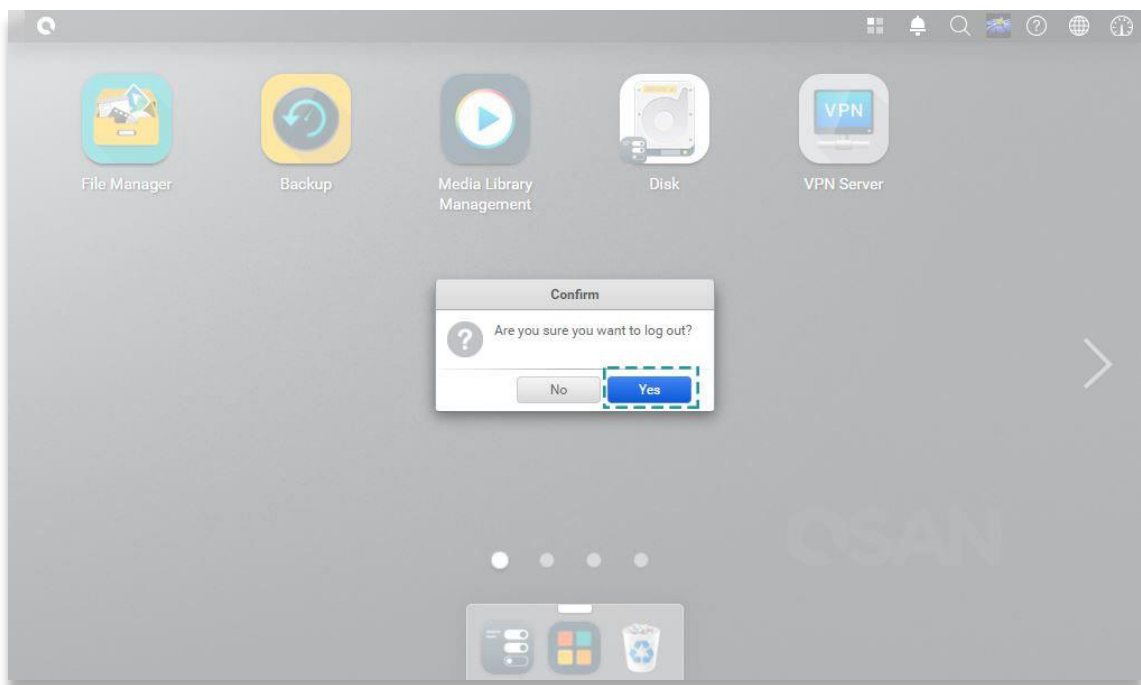 VPN
File Manager
Backup
Media Library
Management
Disk
VPN Server
Confirm
Are you sure you want to log out?
No
Yes
QSAN